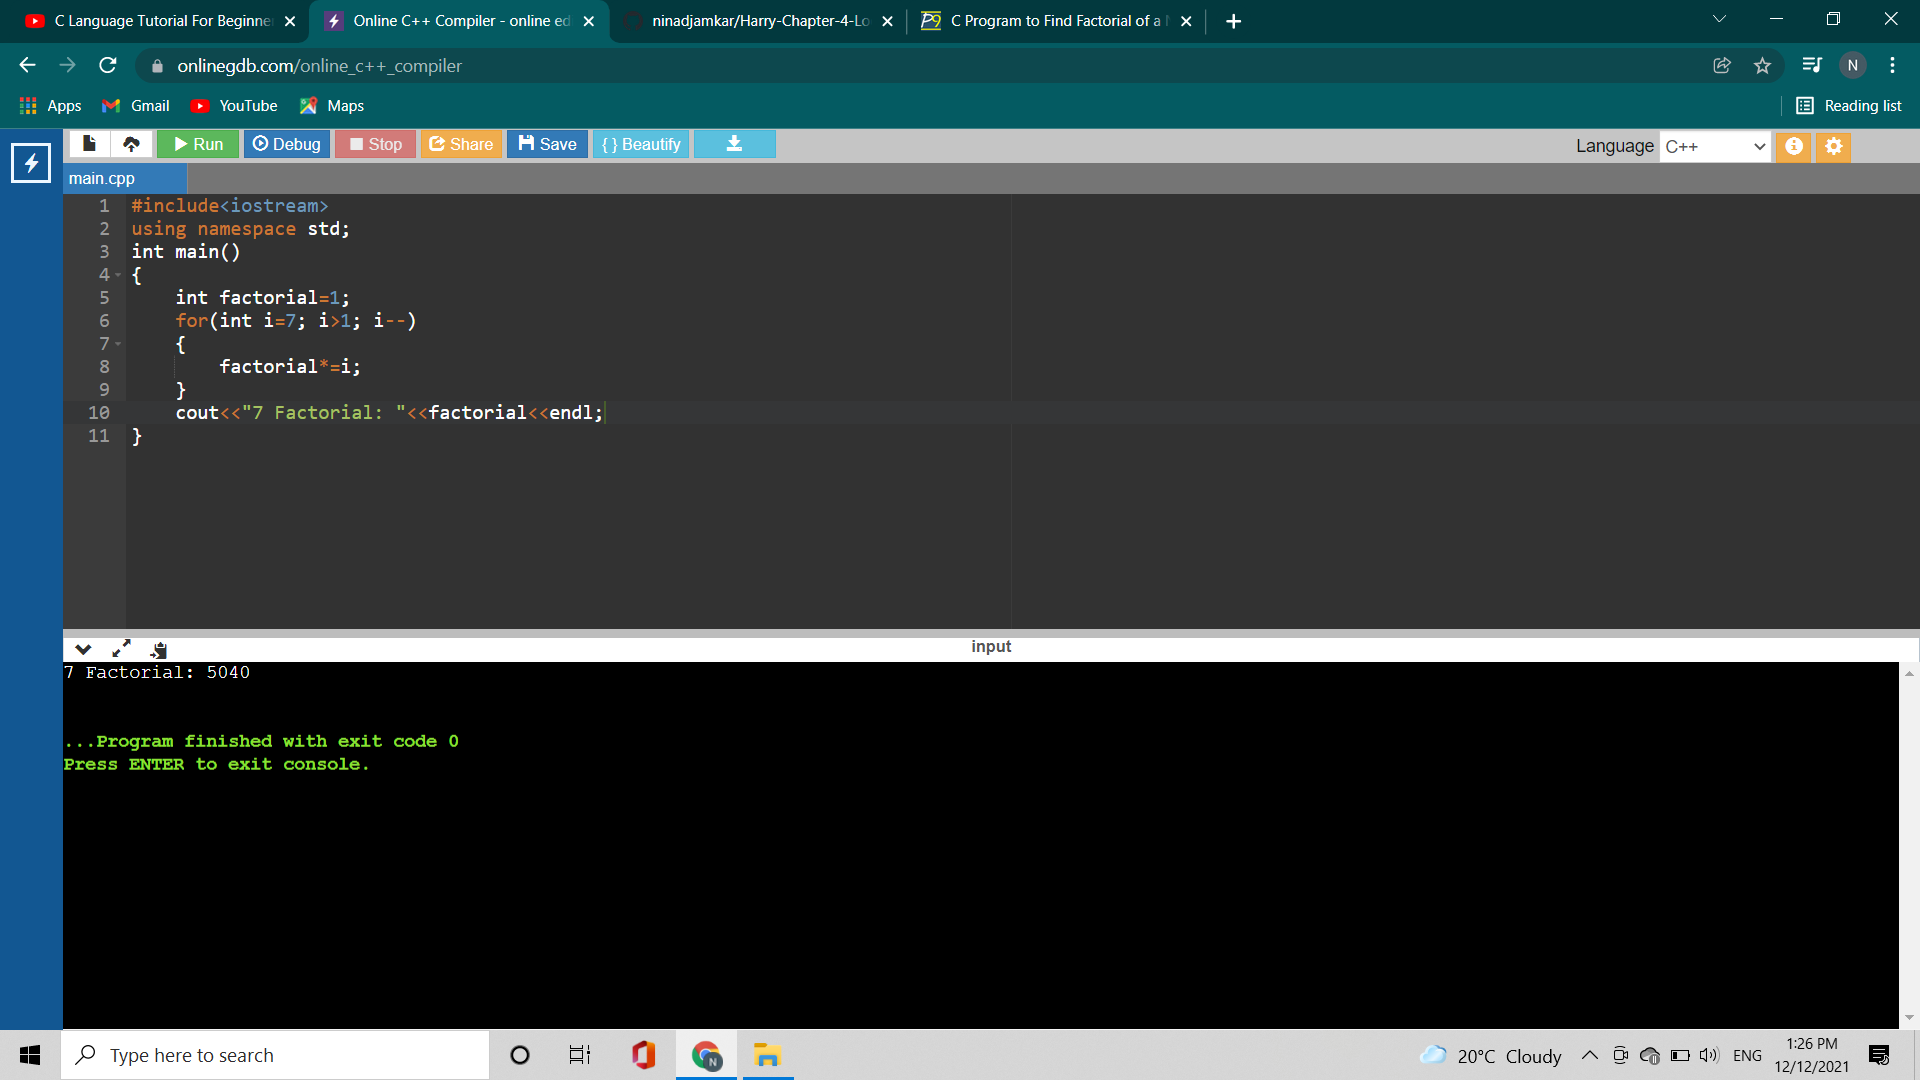 C Language Tutorial For Beginne
Online C++ Compiler - online ed
ninadjamkar/Harry-Chapter-4-Lo
C Program to Find Factorial of a
onlinegdb.com/online_c++_compiler
N
Apps
Gmail
YouTube
Maps
Reading list
Run
Debug
Stop
Share
Save
{ } Beautify
Language
C++
main.cpp
1 #include<iostream>
2 using namespace std;
3 int main()
4 {
5     int factorial=1;
6     for(int i=7; i>1; i--)
7     {
8         factorial*=i;
9     }
10     cout<<"7 Factorial: "<<factorial<<endl;
11 }
input
7 Factorial: 5040
...Program finished with exit code 0
Press ENTER to exit console.
Type here to search
N
20°C Cloudy
ENG
1:26 PM
12/12/2021